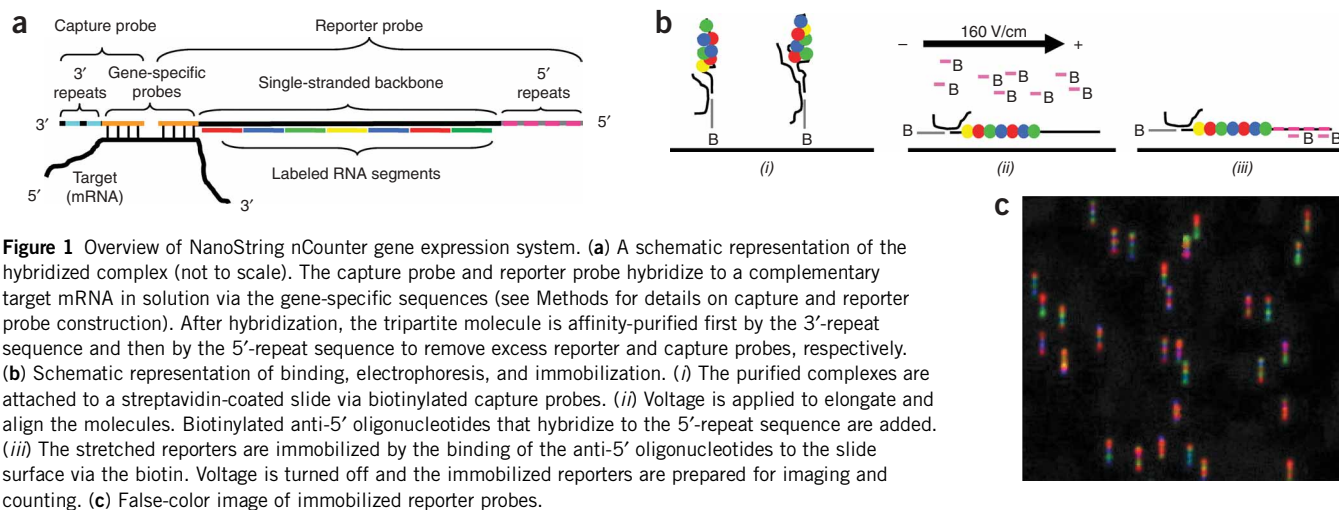 a
Capture probe
Reporter probe
3′ repeats
Gene-specific probes
Single-stranded backbone
5′ repeats
3′
5′
Target (mRNA)
Labeled RNA segments
5′
3′
b
B
B
(i)
– 160 V/cm +
B
B
B
B
B
B
B
B
B
(ii)
B
B
B
(iii)
c
Figure 1 Overview of NanoString nCounter gene expression system. (a) A schematic representation of the
hybridized complex (not to scale). The capture probe and reporter probe hybridize to a complementary
target mRNA in solution via the gene-specific sequences (see Methods for details on capture and reporter
probe construction). After hybridization, the tripartite molecule is affinity-purified first by the 3′-repeat
sequence and then by the 5′-repeat sequence to remove excess reporter and capture probes, respectively.
(b) Schematic representation of binding, electrophoresis, and immobilization. (i) The purified complexes are
attached to a streptavidin-coated slide via biotinylated capture probes. (ii) Voltage is applied to elongate and
align the molecules. Biotinylated anti-5′ oligonucleotides that hybridize to the 5′-repeat sequence are added.
(iii) The stretched reporters are immobilized by the binding of the anti-5′ oligonucleotides to the slide
surface via the biotin. Voltage is turned off and the immobilized reporters are prepared for imaging and
counting. (c) False-color image of immobilized reporter probes.